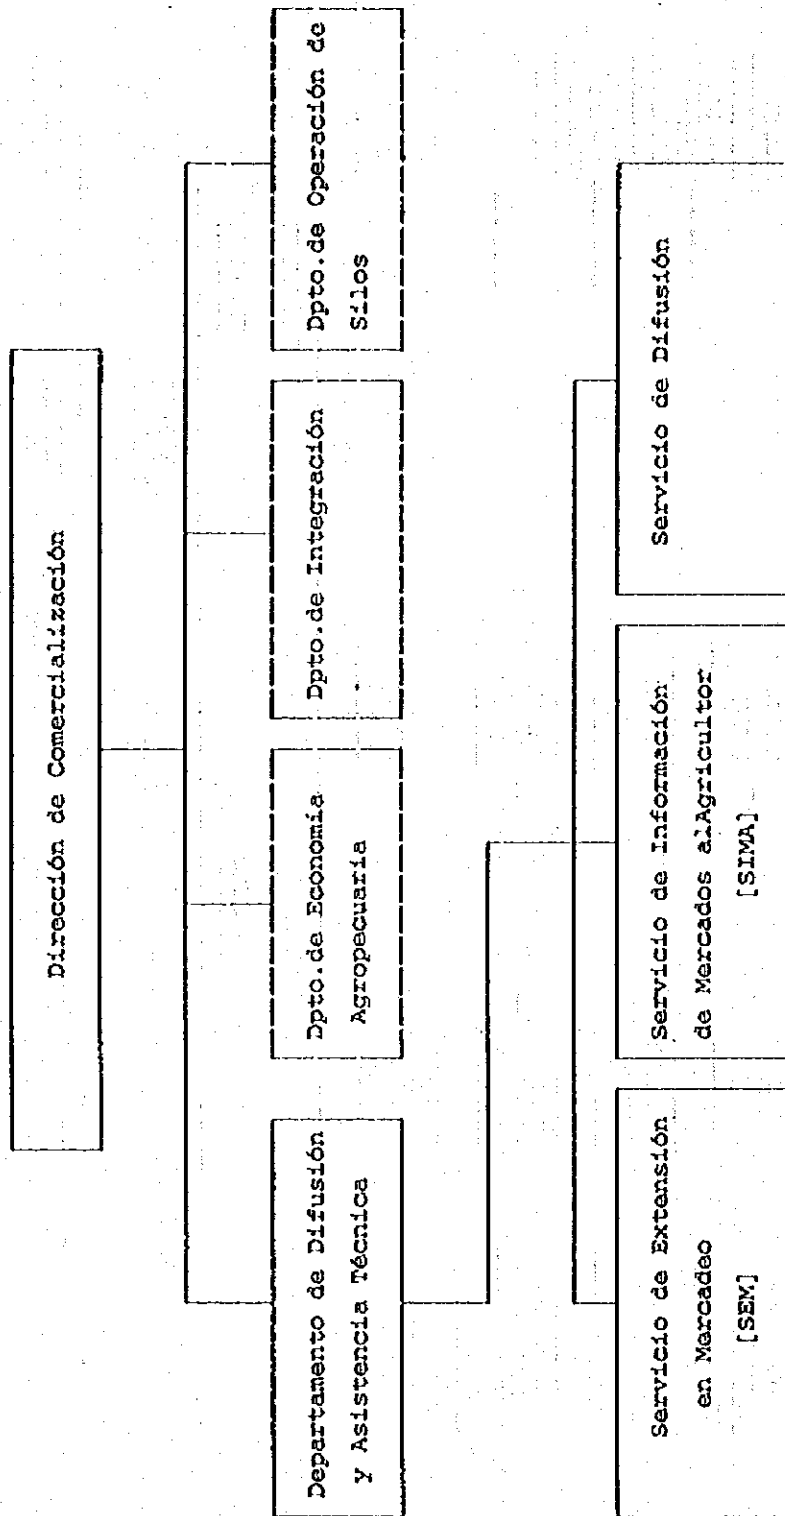 Dirección de Comercialización
Departamento de Difusión
y Asistencia Técnica
Dpto.de Economía
Agropecuaria
Dpto.de Integración
Dpto.de Operación de
Silos
Servicio de Extensión
en Mercadeo
[SEM]
Servicio de Información
de Mercados alAgricultor
[SIMA]
Servicio de Difusión